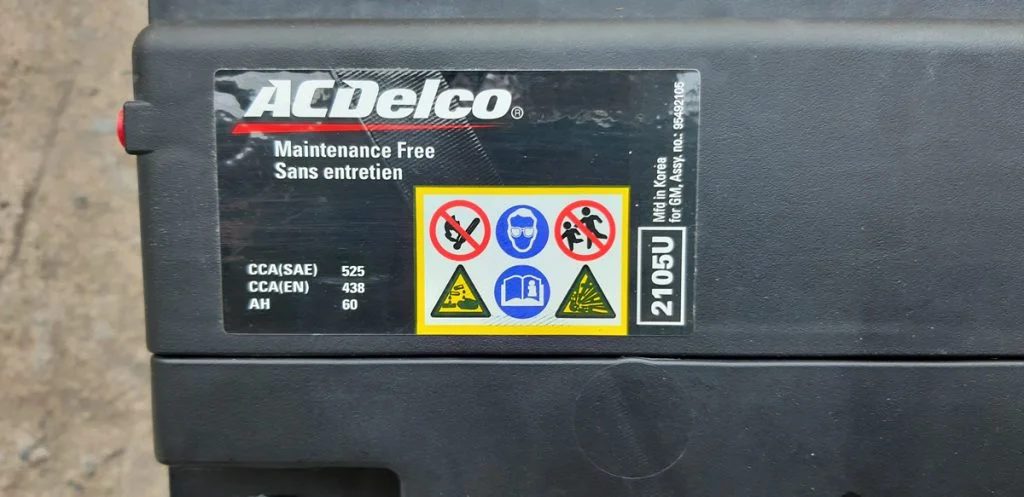 ACDelco®
Maintenance Free
Sans entretien
CCA(SAE) 525
CCA(EN) 438
AH 60
2105U
Mfd in Korea
for GM, Assy. no.: 95492106